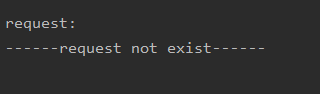 request:
------request not exist------